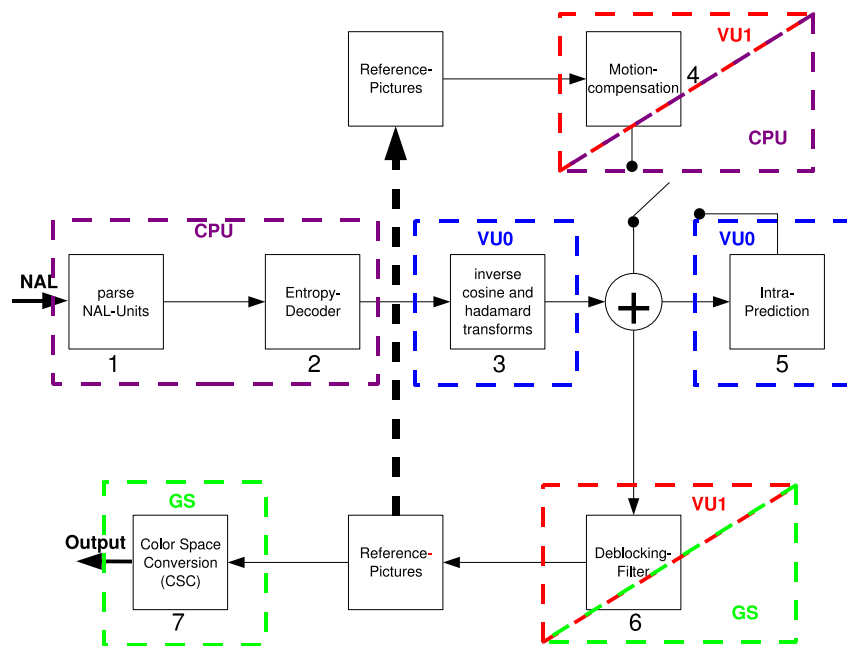 VU1
Reference-
Pictures
Motion-
compensation
4
CPU
CPU
VU0
VU0
NAL
parse
NAL-Units
Entropy-
Decoder
inverse
cosine and
hadamard
transforms
+
Intra-
Prediction
1
2
3
5
GS
VU1
Output
Color Space
Conversion
(CSC)
Reference-
Pictures
Deblocking-
Filter
GS
7
6